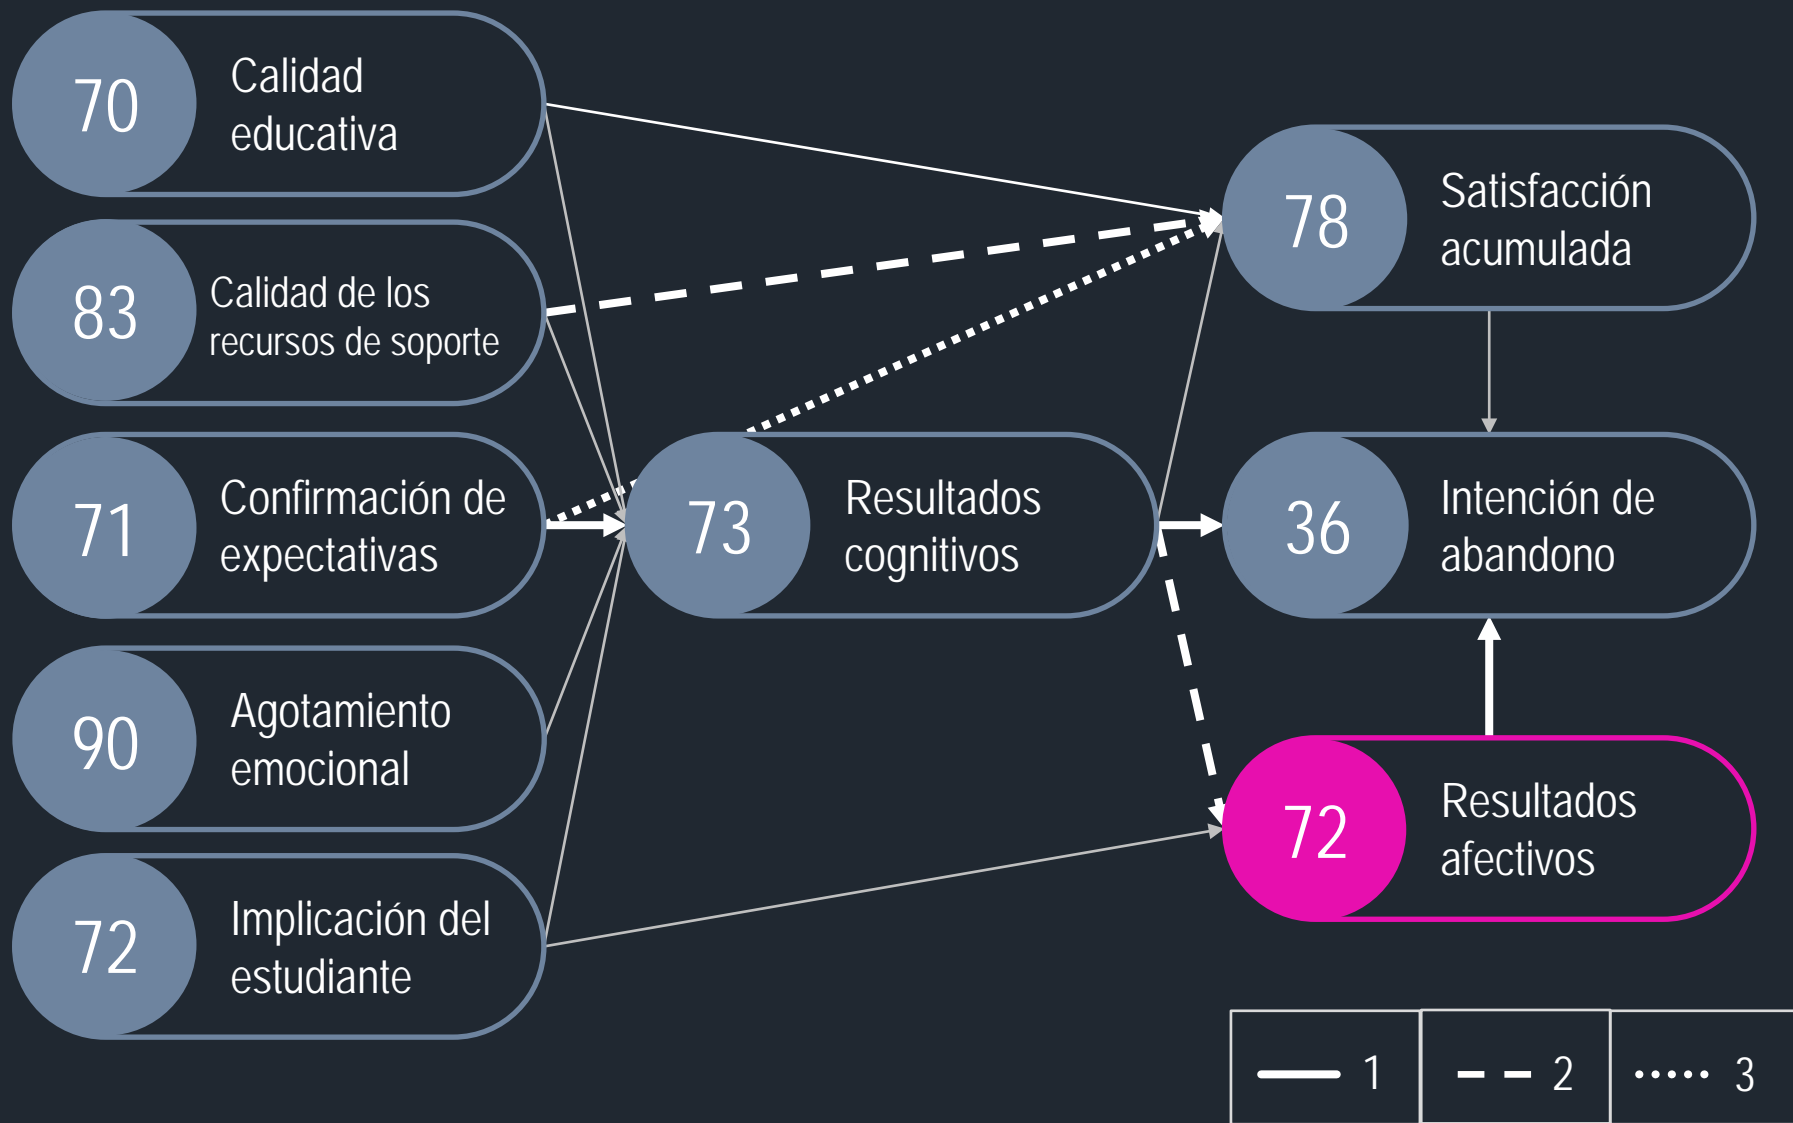 70
Calidad
educativa
83
Calidad de los
recursos de soporte
71
Confirmación de
expectativas
90
Agotamiento
emocional
72
Implicación del
estudiante
73
Resultados
cognitivos
78
Satisfacción
acumulada
36
Intención de
abandono
72
Resultados
afectivos
1
2
3